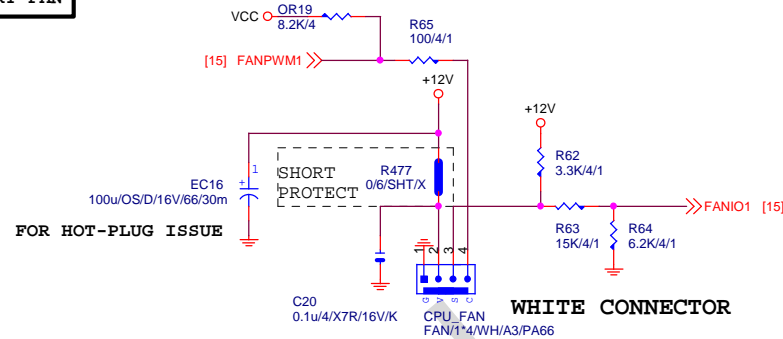 VCC
OR19
8.2K/4
R65
100/4/1
[15] FANPWM1
+12V
+12V
1
+
EC16
100u/OS/D/16V/66/30m
SHORT
PROTECT
R477
0/6/SHT/X
R62
3.3K/4/1
FANIO1 [15]
R63
15K/4/1
R64
6.2K/4/1
FOR HOT-PLUG ISSUE
1 2 3 4
G V S C
C20
0.1u/4/X7R/16V/K
CPU_FAN
FAN/1*4/WH/A3/PA66
WHITE CONNECTOR